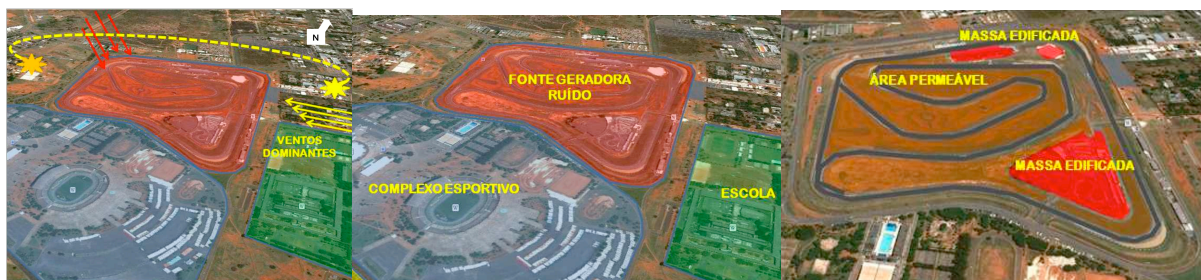 N
VENTOS
DOMINANTES
FONTE GERADORA
RUÍDO
COMPLEXO ESPORTIVO
ESCOLA
MASSA EDIFICADA
ÁREA PERMEÁVEL
MASSA EDIFICADA